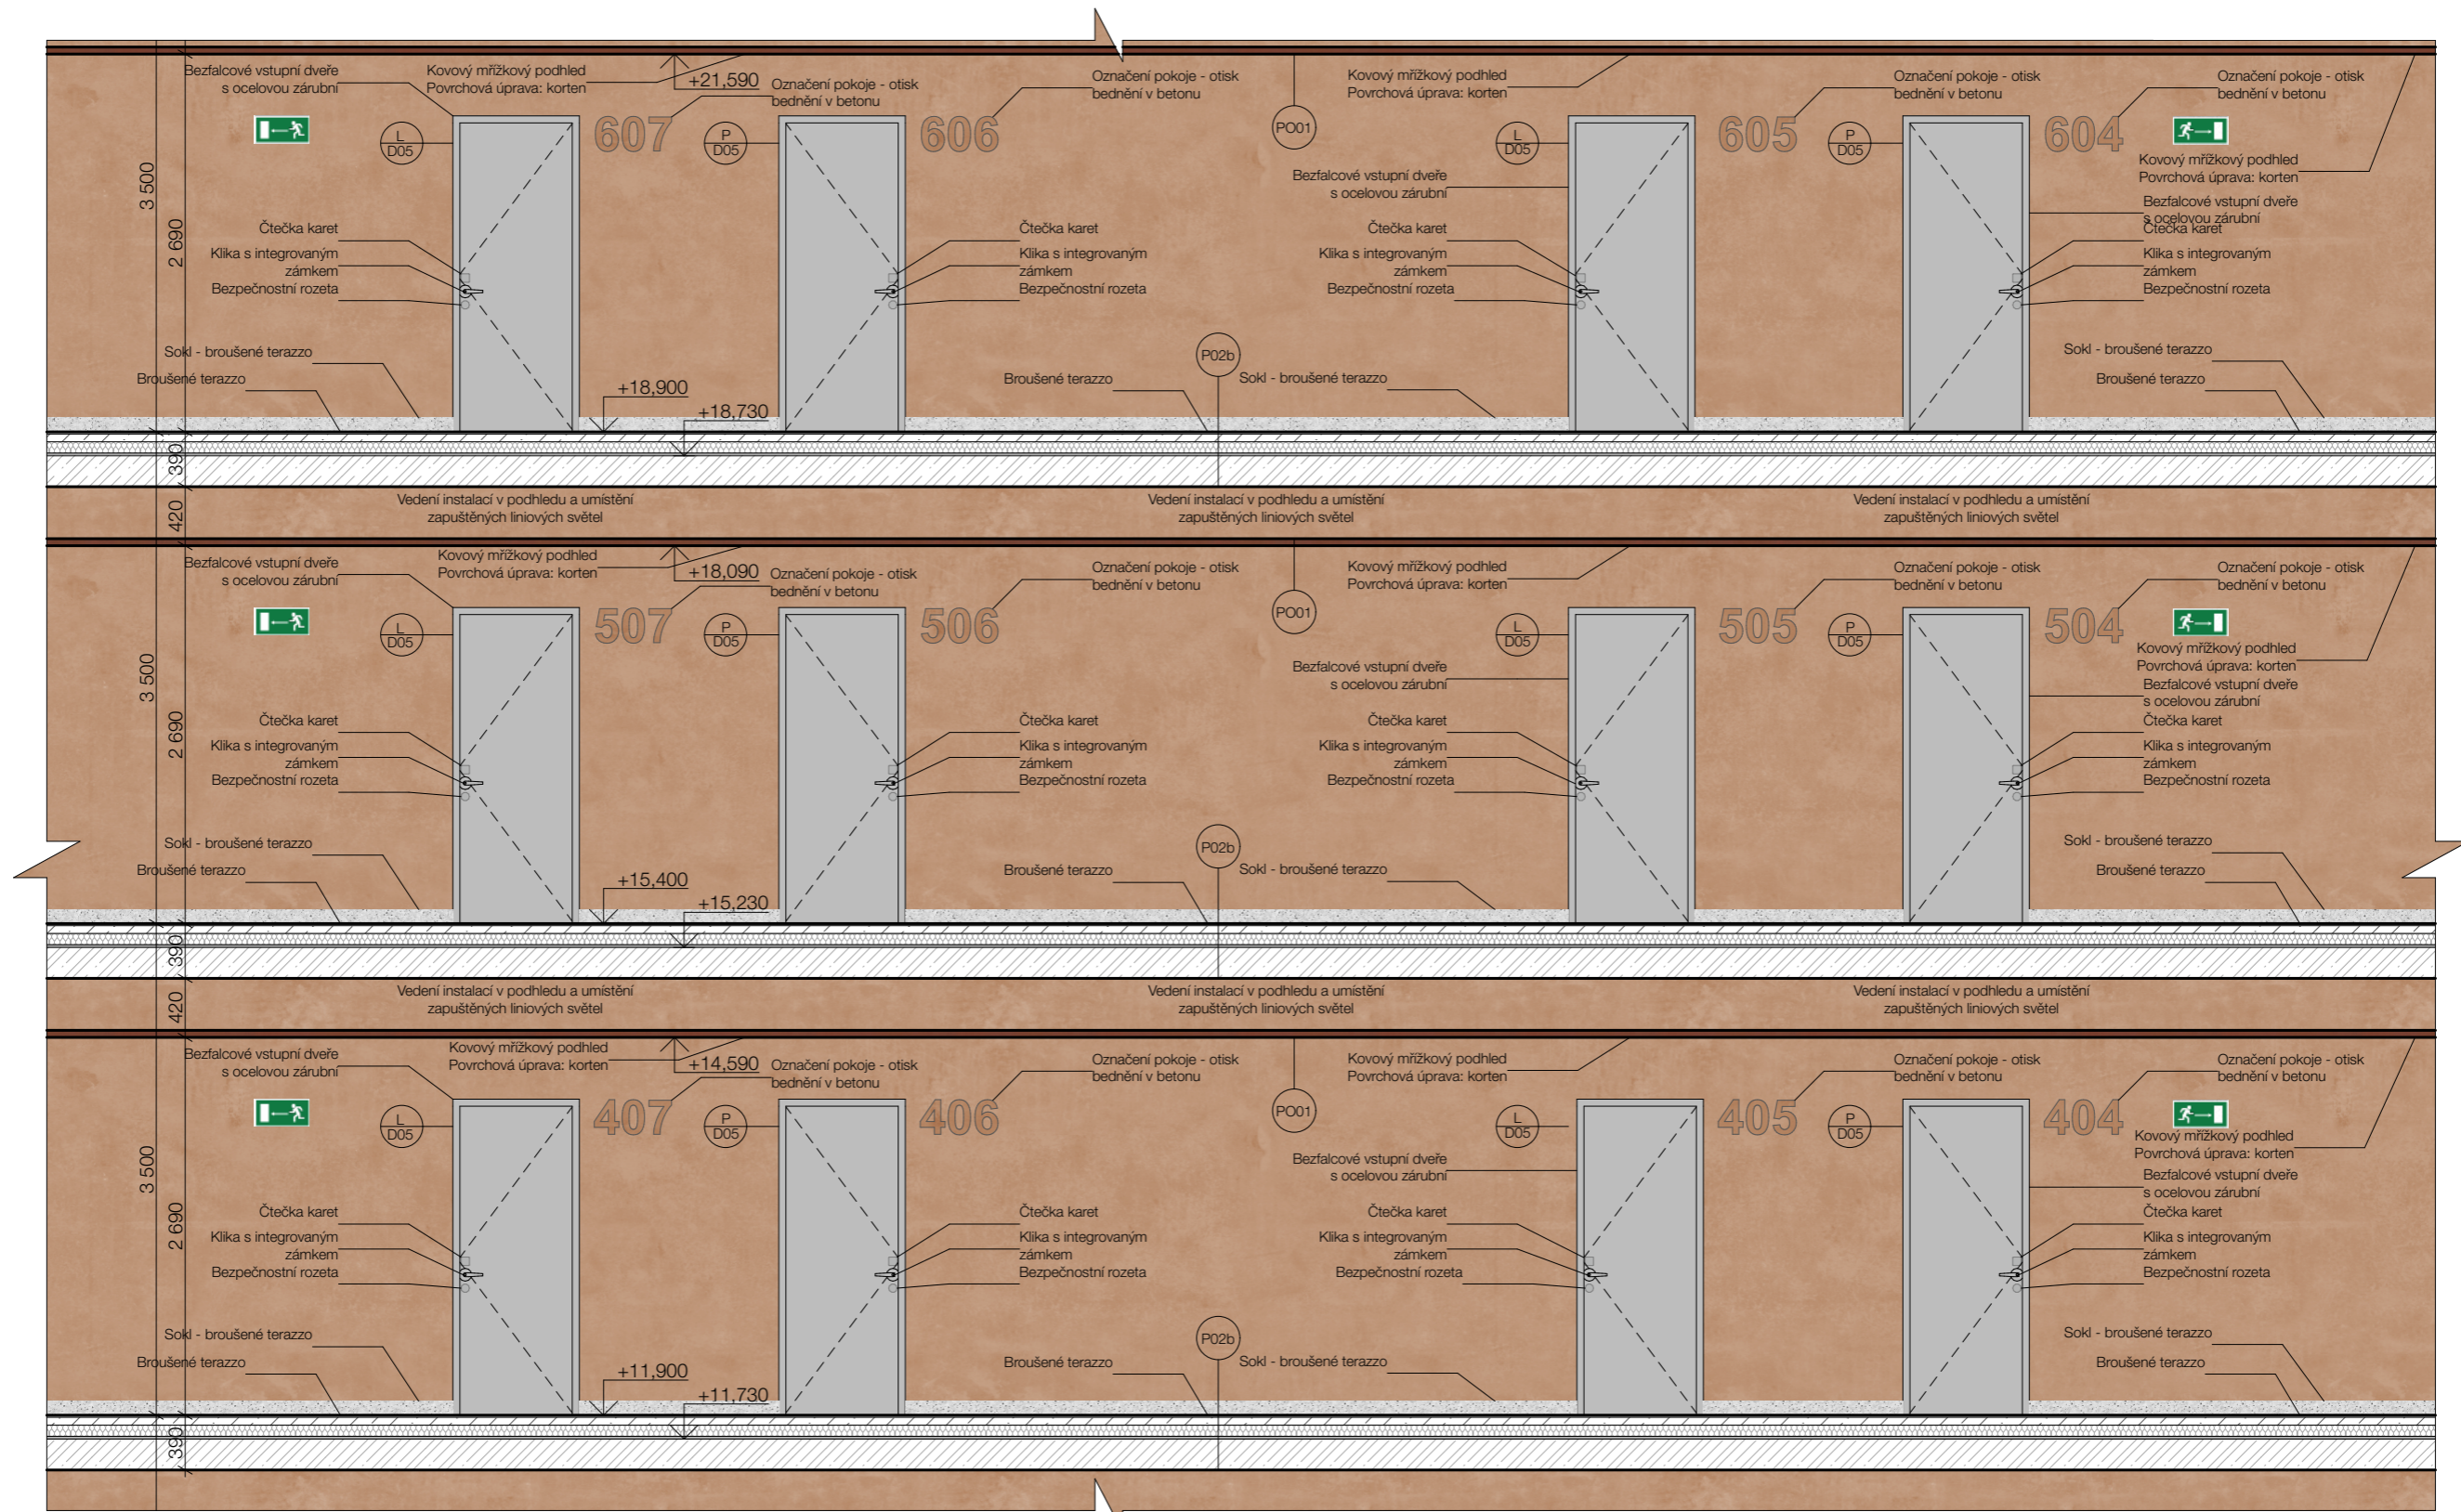 Bezfalcové vstupní dveře
s ocelovou zárubní
Kovový mřížkový podhled
Povrchová úprava: korten
+21,590
Označení pokoje - otisk
bednění v betonu
Označení pokoje - otisk
bednění v betonu
Kovový mřížkový podhled
Povrchová úprava: korten
Označení pokoje - otisk
bednění v betonu
Označení pokoje - otisk
bednění v betonu
L
D05
607
P
D05
606
PO01
L
D05
605
P
D05
604
Kovový mřížkový podhled
Povrchová úprava: korten
Bezfalcové vstupní dveře
s ocelovou zárubní
Bezfalcové vstupní dveře
s ocelovou zárubní
3 500
2 690
Čtečka karet
Klika s integrovaným
zámkem
Bezpečnostní rozeta
Čtečka karet
Klika s integrovaným
zámkem
Bezpečnostní rozeta
Čtečka karet
Klika s integrovaným
zámkem
Bezpečnostní rozeta
Čtečka karet
Klika s integrovaným
zámkem
Bezpečnostní rozeta
Sokl - broušené terazzo
Broušené terazzo
+18,900
+18,730
Broušené terazzo
P02b
Sokl - broušené terazzo
Sokl - broušené terazzo
Broušené terazzo
390
420
Vedení instalací v podhledu a umístění
zapuštěných liniových světel
Vedení instalací v podhledu a umístění
zapuštěných liniových světel
Vedení instalací v podhledu a umístění
zapuštěných liniových světel
Bezfalcové vstupní dveře
s ocelovou zárubní
Kovový mřížkový podhled
Povrchová úprava: korten
+18,090
Označení pokoje - otisk
bednění v betonu
Označení pokoje - otisk
bednění v betonu
Kovový mřížkový podhled
Povrchová úprava: korten
Označení pokoje - otisk
bednění v betonu
Označení pokoje - otisk
bednění v betonu
L
D05
507
P
D05
506
PO01
L
D05
505
P
D05
504
Kovový mřížkový podhled
Povrchová úprava: korten
Bezfalcové vstupní dveře
s ocelovou zárubní
Bezfalcové vstupní dveře
s ocelovou zárubní
3 500
2 690
Čtečka karet
Klika s integrovaným
zámkem
Bezpečnostní rozeta
Čtečka karet
Klika s integrovaným
zámkem
Bezpečnostní rozeta
Čtečka karet
Klika s integrovaným
zámkem
Bezpečnostní rozeta
Čtečka karet
Klika s integrovaným
zámkem
Bezpečnostní rozeta
Sokl - broušené terazzo
Broušené terazzo
+15,400
+15,230
Broušené terazzo
P02b
Sokl - broušené terazzo
Sokl - broušené terazzo
Broušené terazzo
390
420
Vedení instalací v podhledu a umístění
zapuštěných liniových světel
Vedení instalací v podhledu a umístění
zapuštěných liniových světel
Vedení instalací v podhledu a umístění
zapuštěných liniových světel
Bezfalcové vstupní dveře
s ocelovou zárubní
Kovový mřížkový podhled
Povrchová úprava: korten
+14,590
Označení pokoje - otisk
bednění v betonu
Označení pokoje - otisk
bednění v betonu
Kovový mřížkový podhled
Povrchová úprava: korten
Označení pokoje - otisk
bednění v betonu
Označení pokoje - otisk
bednění v betonu
L
D05
407
P
D05
406
PO01
L
D05
405
P
D05
404
Kovový mřížkový podhled
Povrchová úprava: korten
Bezfalcové vstupní dveře
s ocelovou zárubní
Bezfalcové vstupní dveře
s ocelovou zárubní
3 500
2 690
Čtečka karet
Klika s integrovaným
zámkem
Bezpečnostní rozeta
Čtečka karet
Klika s integrovaným
zámkem
Bezpečnostní rozeta
Čtečka karet
Klika s integrovaným
zámkem
Bezpečnostní rozeta
Čtečka karet
Klika s integrovaným
zámkem
Bezpečnostní rozeta
Sokl - broušené terazzo
Broušené terazzo
+11,900
+11,730
Broušené terazzo
P02b
Sokl - broušené terazzo
Sokl - broušené terazzo
Broušené terazzo
390